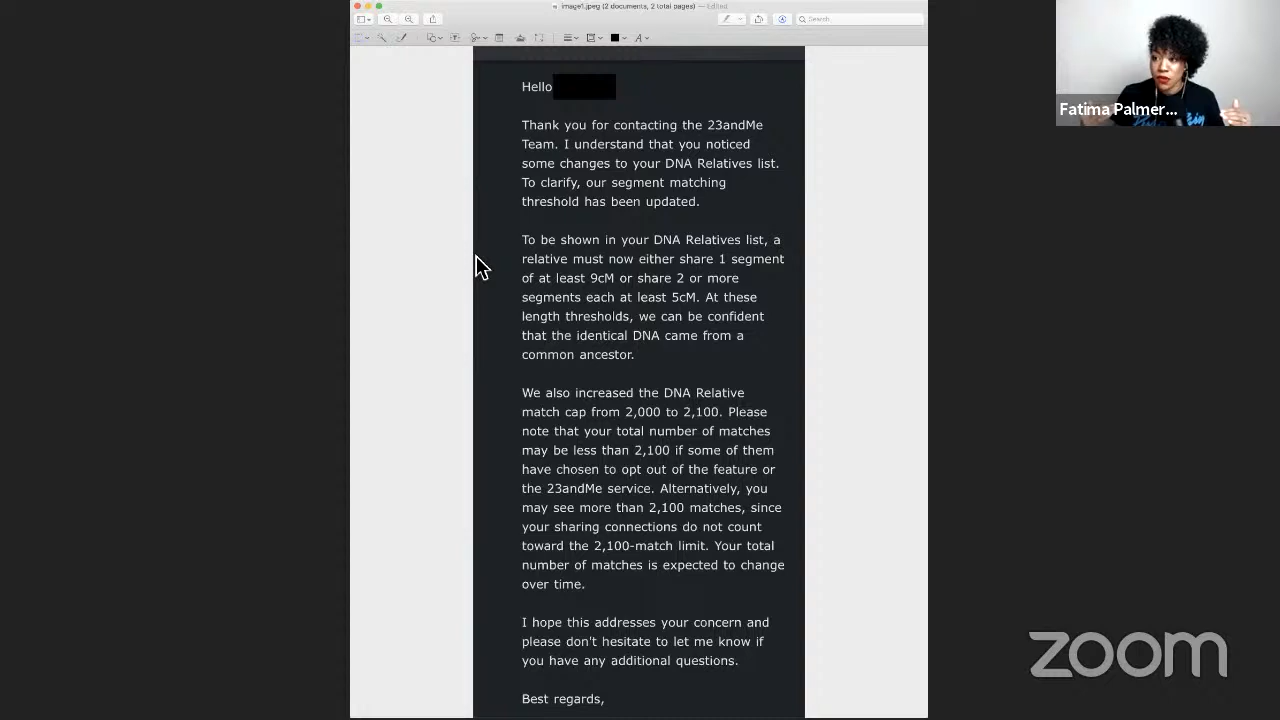 image1.jpeg (2 documents, 2 total pages) — Edited
Search
Hello
Thank you for contacting the 23andMe
Team. I understand that you noticed
some changes to your DNA Relatives list.
To clarify, our segment matching
threshold has been updated.
To be shown in your DNA Relatives list, a
relative must now either share 1 segment
of at least 9cM or share 2 or more
segments each at least 5cM. At these
length thresholds, we can be confident
that the identical DNA came from a
common ancestor.
We also increased the DNA Relative
match cap from 2,000 to 2,100. Please
note that your total number of matches
may be less than 2,100 if some of them
have chosen to opt out of the feature or
the 23andMe service. Alternatively, you
may see more than 2,100 matches, since
your sharing connections do not count
toward the 2,100-match limit. Your total
number of matches is expected to change
over time.
I hope this addresses your concern and
please don't hesitate to let me know if
you have any additional questions.
Best regards,
Fatima Palmer...
zoom